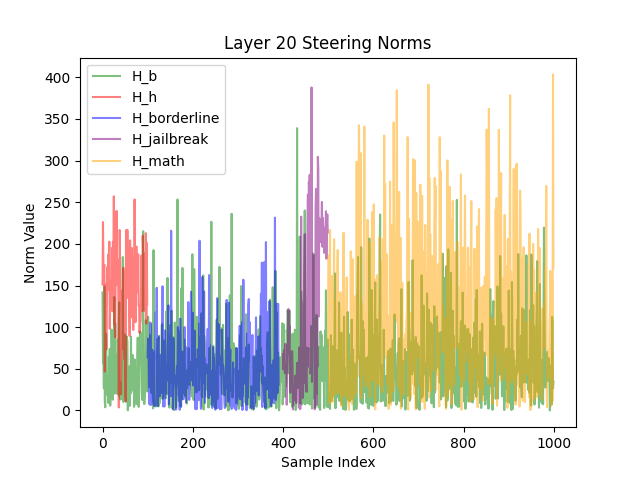 Layer 20 Steering Norms
H_b
H_h
H_borderline
H_jailbreak
H_math
Norm Value
400
350
300
250
200
150
100
50
0
0 200 400 600 800 1000
Sample Index